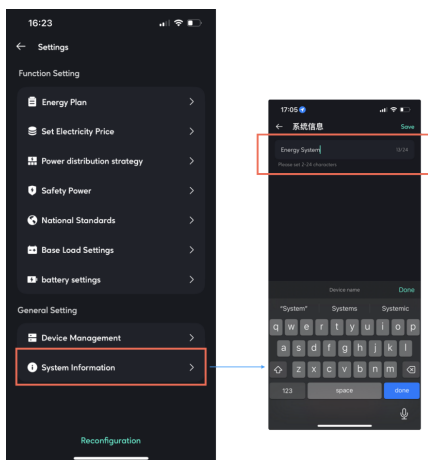 16:23
Settings
Function Setting
Energy Plan
Set Electricity Price
Power distribution strategy
Safety Power
National Standards
Base Load Settings
battery settings
General Setting
Device Management
System Information
Reconfiguration
17:05
系统信息
Save
Energy System
13/24
Please set 2-24 characters
Device name
Done
"System"
Systems
Systemic
q w e r t y u i o p
a s d f g h j k l
z x c v b n m
123
space
done